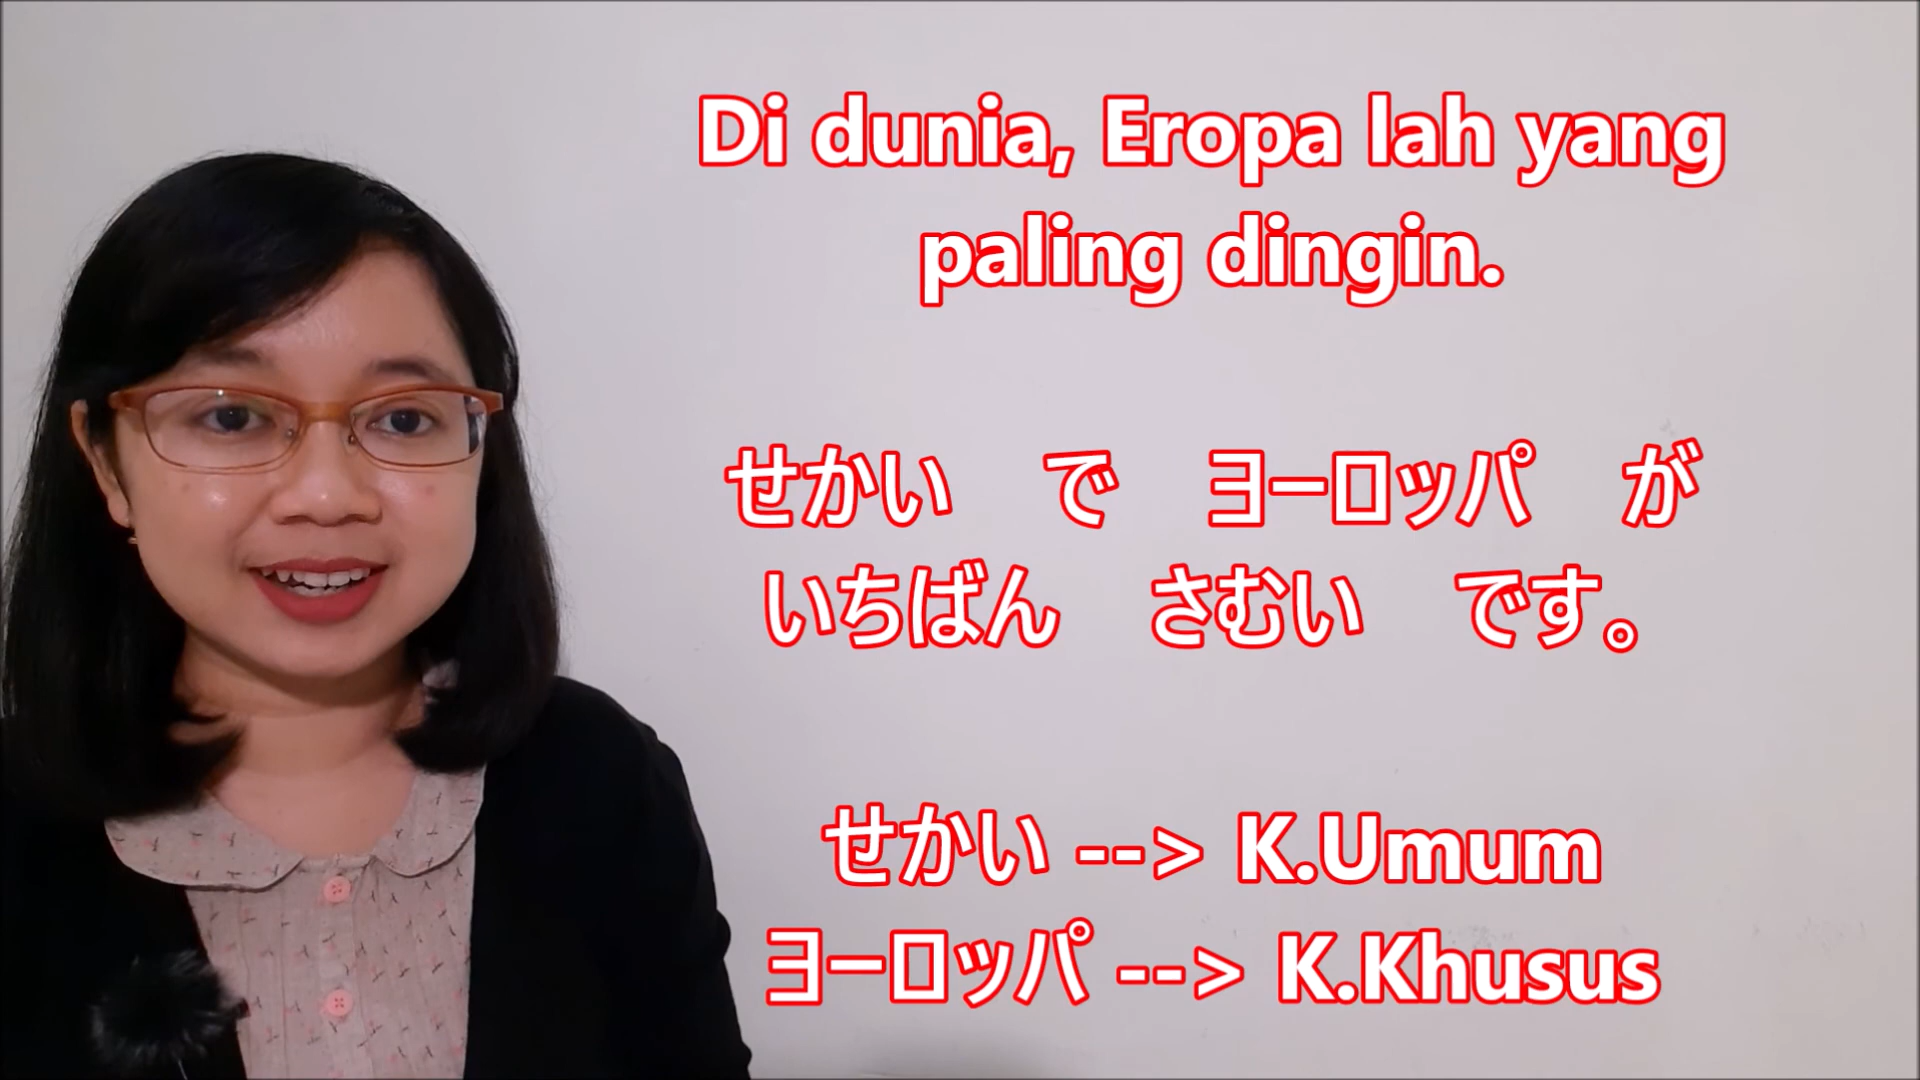 Di dunia, Eropa lah yang
paling dingin.
せかい　で　ヨーロッパ　が
いちばん　さむい　です。
せかい --> K.Umum
ヨーロッパ --> K.Khusus